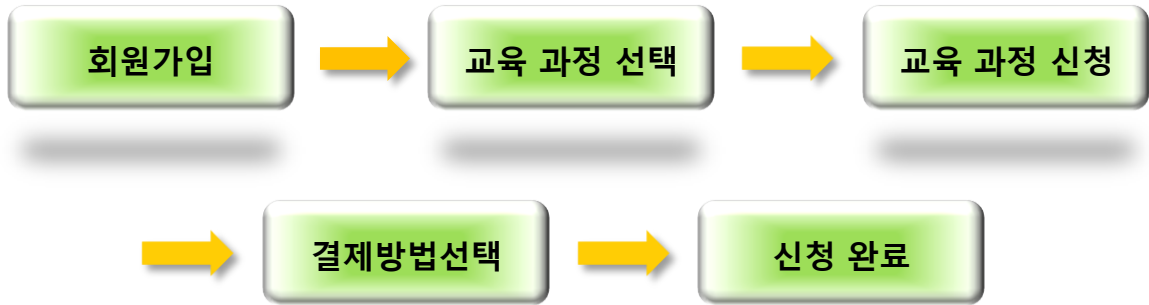 회원가입
교육 과정 선택
교육 과정 신청
결제방법선택
신청 완료